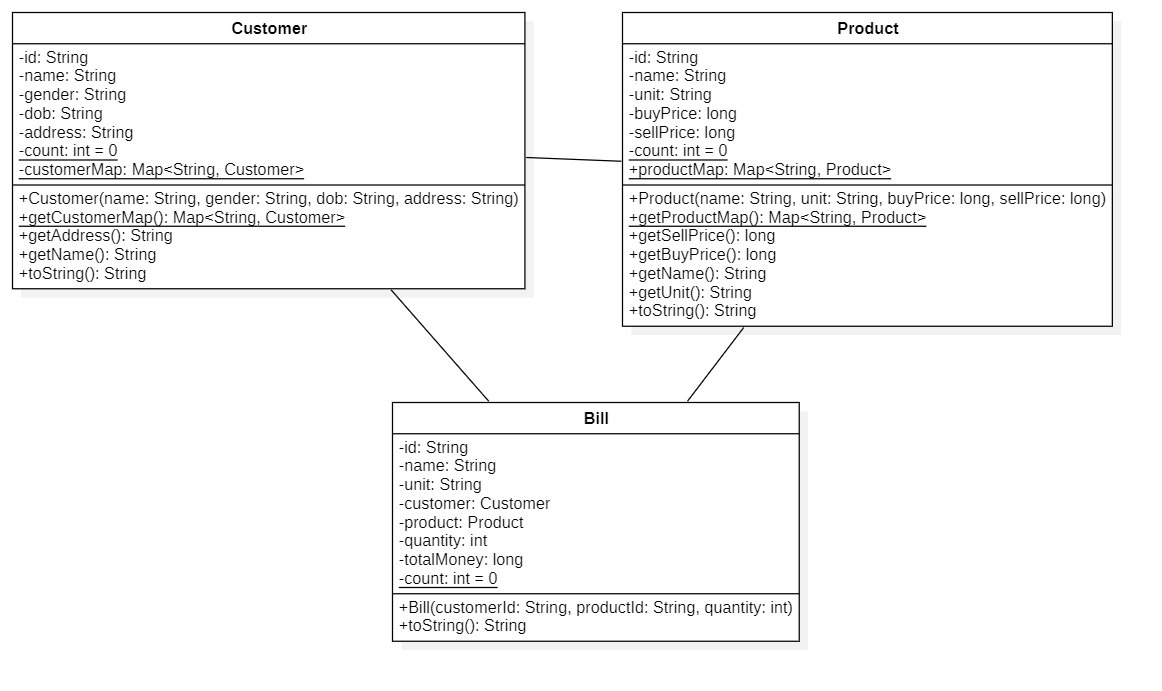 Customer
-id: String
-name: String
-gender: String
-dob: String
-address: String
-count: int = 0
-customerMap: Map<String, Customer>
+Customer(name: String, gender: String, dob: String, address: String)
+getCustomerMap(): Map<String, Customer>
+getAddress(): String
+getName(): String
+toString(): String
Product
-id: String
-name: String
-unit: String
-buyPrice: long
-sellPrice: long
-count: int = 0
+productMap: Map<String, Product>
+Product(name: String, unit: String, buyPrice: long, sellPrice: long)
+getProductMap(): Map<String, Product>
+getSellPrice(): long
+getBuyPrice(): long
+getName(): String
+getUnit(): String
+toString(): String
Bill
-id: String
-name: String
-unit: String
-customer: Customer
-product: Product
-quantity: int
-totalMoney: long
-count: int = 0
+Bill(customerId: String, productId: String, quantity: int)
+toString(): String